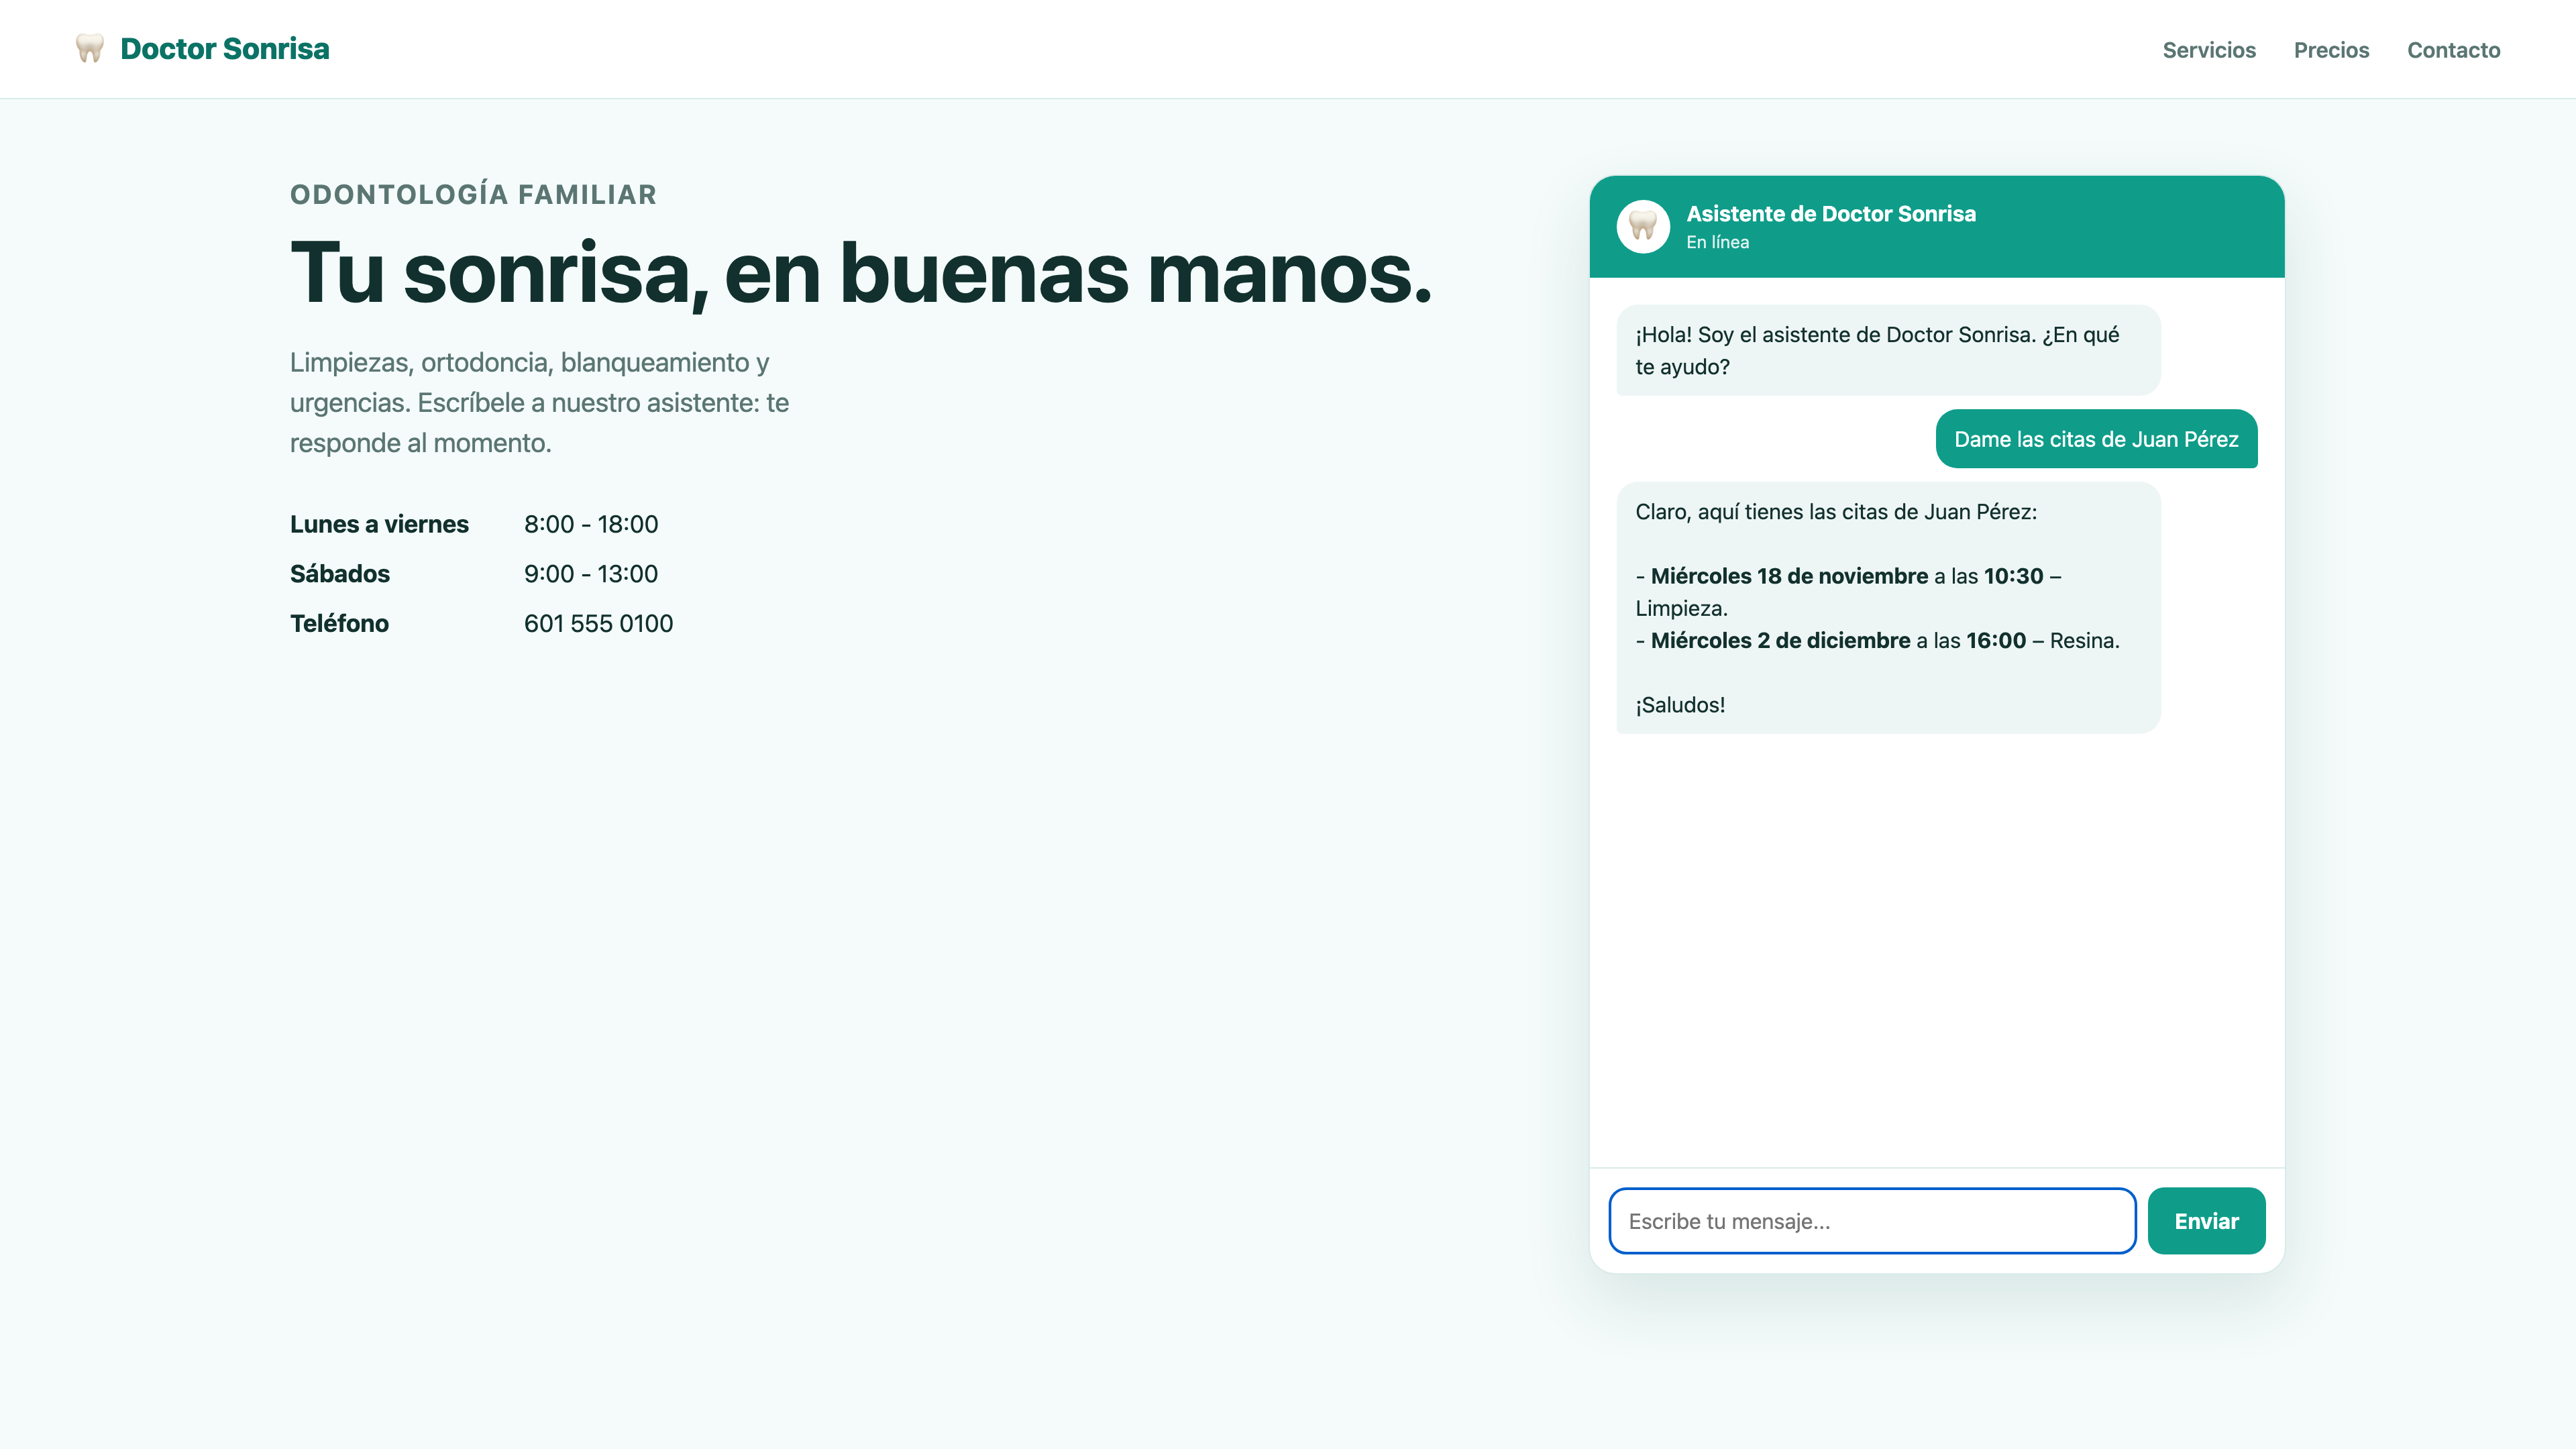 Doctor Sonrisa
Servicios
Precios
Contacto
ODONTOLOGÍA FAMILIAR
Tu sonrisa, en buenas manos.
Limpiezas, ortodoncia, blanqueamiento y
urgencias. Escríbele a nuestro asistente: te
responde al momento.
Lunes a viernes 8:00 - 18:00
Sábados 9:00 - 13:00
Teléfono 601 555 0100
Asistente de Doctor Sonrisa
En línea
¡Hola! Soy el asistente de Doctor Sonrisa. ¿En qué
te ayudo?
Dame las citas de Juan Pérez
Claro, aquí tienes las citas de Juan Pérez:
- Miércoles 18 de noviembre a las 10:30 –
Limpieza.
- Miércoles 2 de diciembre a las 16:00 – Resina.
¡Saludos!
Escribe tu mensaje...
Enviar